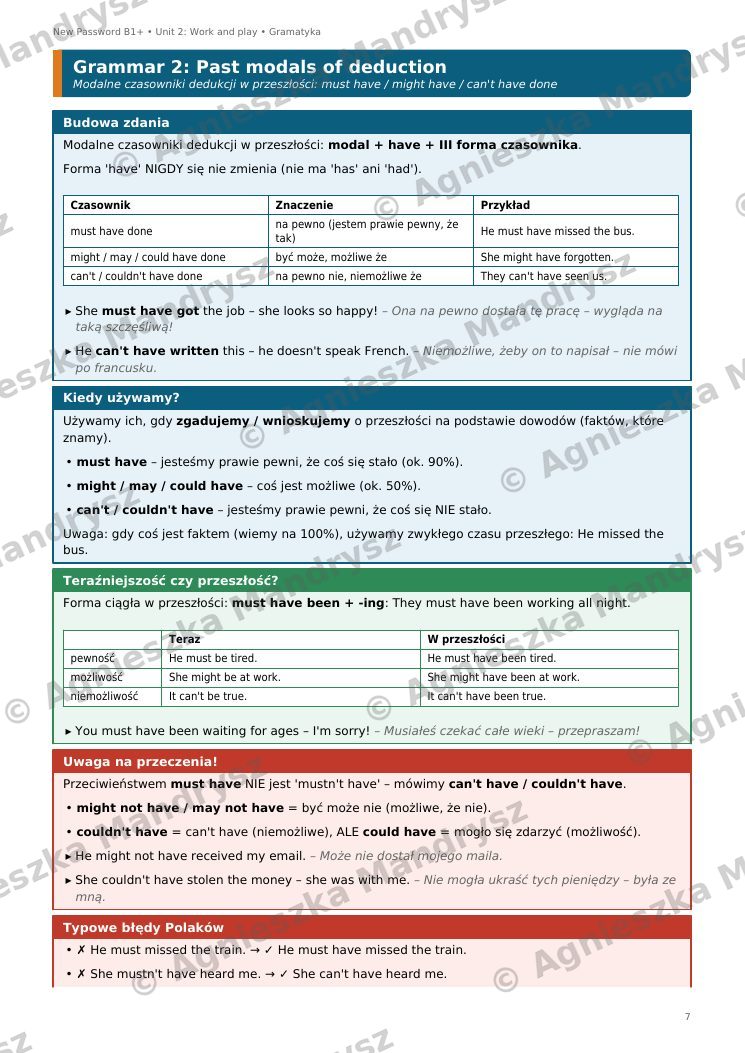 New Password B1+ • Unit 2: Work and play • Gramatyka
Grammar 2: Past modals of deduction
Modalne czasowniki dedukcji w przeszłości: must have / might have / can't have done
Budowa zdania
Modalne czasowniki dedukcji w przeszłości: modal + have + III forma czasownika.
Forma 'have' NIGDY się nie zmienia (nie ma 'has' ani 'had').
Czasownik Znaczenie Przykład
must have done na pewno (jestem prawie pewny, że tak) He must have missed the bus.
might / may / could have done być może, możliwe że She might have forgotten.
can't / couldn't have done na pewno nie, niemożliwe że They can't have seen us.
▸ She must have got the job – she looks so happy! – Ona na pewno dostała tę pracę – wygląda na
taką szczęśliwą!
▸ He can't have written this – he doesn't speak French. – Niemożliwe, żeby on to napisał – nie mówi
po francusku.
Kiedy używamy?
Używamy ich, gdy zgadujemy / wnioskujemy o przeszłości na podstawie dowodów (faktów, które
znamy).
• must have – jesteśmy prawie pewni, że coś się stało (ok. 90%).
• might / may / could have – coś jest możliwe (ok. 50%).
• can't / couldn't have – jesteśmy prawie pewni, że coś się NIE stało.
Uwaga: gdy coś jest faktem (wiemy na 100%), używamy zwykłego czasu przeszłego: He missed the
bus.
Teraźniejszość czy przeszłość?
Forma ciągła w przeszłości: must have been + -ing: They must have been working all night.
Teraz W przeszłości
pewność He must be tired. He must have been tired.
możliwość She might be at work. She might have been at work.
niemożliwość It can't be true. It can't have been true.
▸ You must have been waiting for ages – I'm sorry! – Musiałeś czekać całe wieki – przepraszam!
Uwaga na przeczenia!
Przeciwieństwem must have NIE jest 'mustn't have' – mówimy can't have / couldn't have.
• might not have / may not have = być może nie (możliwe, że nie).
• couldn't have = can't have (niemożliwe), ALE could have = mogło się zdarzyć (możliwość).
▸ He might not have received my email. – Może nie dostał mojego maila.
▸ She couldn't have stolen the money – she was with me. – Nie mogła ukraść tych pieniędzy – była ze
mną.
Typowe błędy Polaków
• ✗ He must missed the train. → ✓ He must have missed the train.
• ✗ She mustn't have heard me. → ✓ She can't have heard me.
7
© Agnieszka Mandrysz